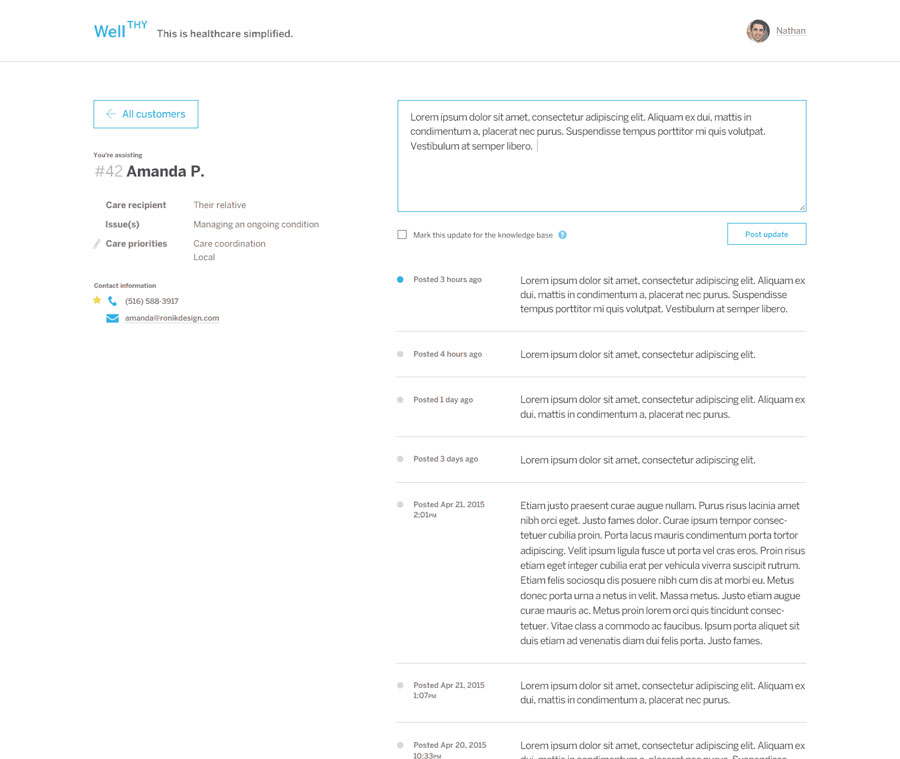 WellTHY This is healthcare simplified.
Nathan
← All customers
You're assisting
#42 Amanda P.
Care recipient Their relative
Issue(s) Managing an ongoing condition
Care priorities Care coordination
Local
Contact information
(516) 588-3917
amanda@ronikdesign.com
Lorem ipsum dolor sit amet, consectetur adipiscing elit. Aliquam ex dui, mattis in
condimentum a, placerat nec purus. Suspendisse tempus porttitor mi quis volutpat.
Vestibulum at semper libero.
Mark this update for the knowledge base ?
Post update
Posted 3 hours ago
Lorem ipsum dolor sit amet, consectetur adipiscing elit. Aliquam ex
dui, mattis in condimentum a, placerat nec purus. Suspendisse
tempus porttitor mi quis volutpat. Vestibulum at semper libero.
Posted 4 hours ago
Lorem ipsum dolor sit amet, consectetur adipiscing elit.
Posted 1 day ago
Lorem ipsum dolor sit amet, consectetur adipiscing elit. Aliquam ex
dui, mattis in condimentum a, placerat nec purus.
Posted 3 days ago
Lorem ipsum dolor sit amet, consectetur adipiscing elit.
Posted Apr 21, 2015
2:01PM
Etiam justo praesent curae augue nullam. Purus risus lacinia amet
nibh orci eget. Justo fames dolor. Curae ipsum tempor consec-
tetuer cubilia proin. Porta lacus mauris condimentum porta tortor
adipiscing. Velit ipsum ligula fusce ut porta vel cras eros. Proin risus
etiam eget integer cubilia erat per vehicula viverra suscipit rutrum.
Etiam felis sociosqu dis posuere nibh cum dis at morbi eu. Metus
donec porta urna a netus in velit. Massa metus. Justo etiam augue
curae mauris ac. Metus proin lorem orci quis tincidunt consec-
tetuer. Vitae class a commodo ac faucibus. Ipsum porta aliquet sit
duis etiam ad venenatis diam dui felis porta. Justo fames.
Posted Apr 21, 2015
1:07PM
Lorem ipsum dolor sit amet, consectetur adipiscing elit. Aliquam ex
dui, mattis in condimentum a, placerat nec purus.
Posted Apr 20, 2015
10:33PM
Lorem ipsum dolor sit amet, consectetur adipiscing elit. Aliquam ex
dui, mattis in condimentum a, placerat nec purus. Suspendisse